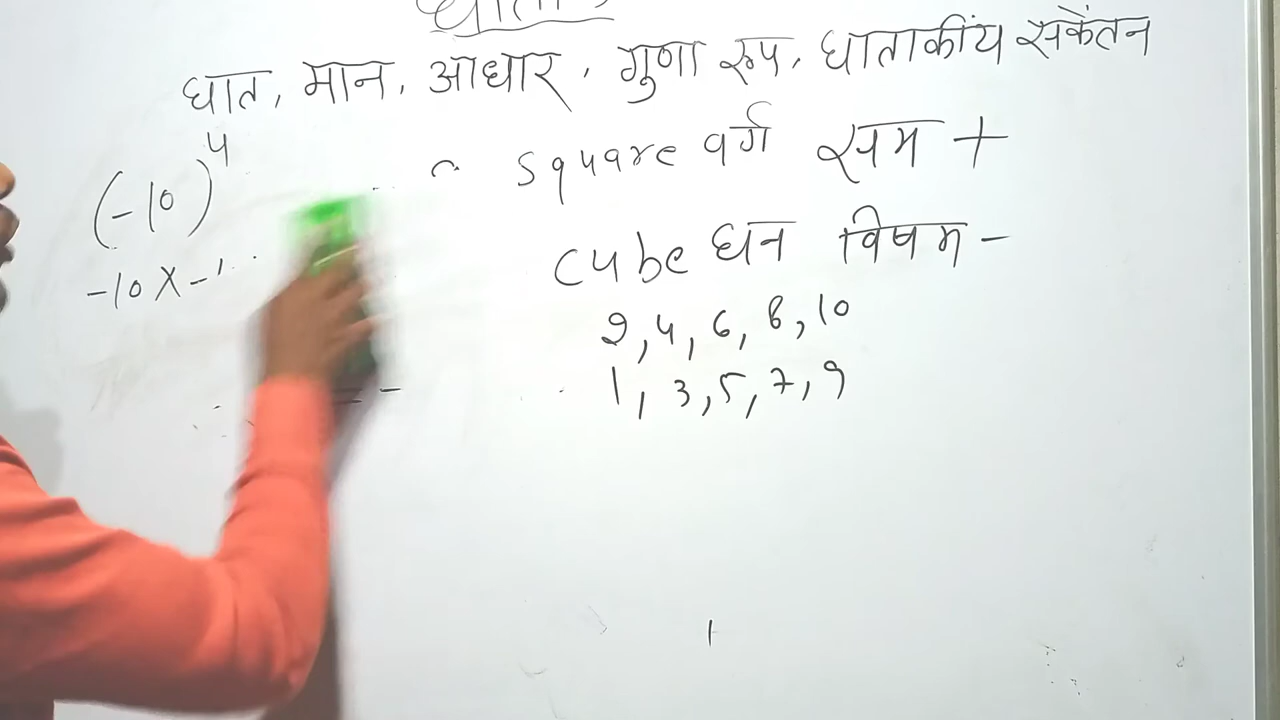 घात, मान, आधार, गुणा रूप, घाताकींय सकेंतन
(-10)⁴
square वर्ग सम +
-10 X -
cube घन विषम -
2, 4, 6, 8, 10
1, 3, 5, 7, 9